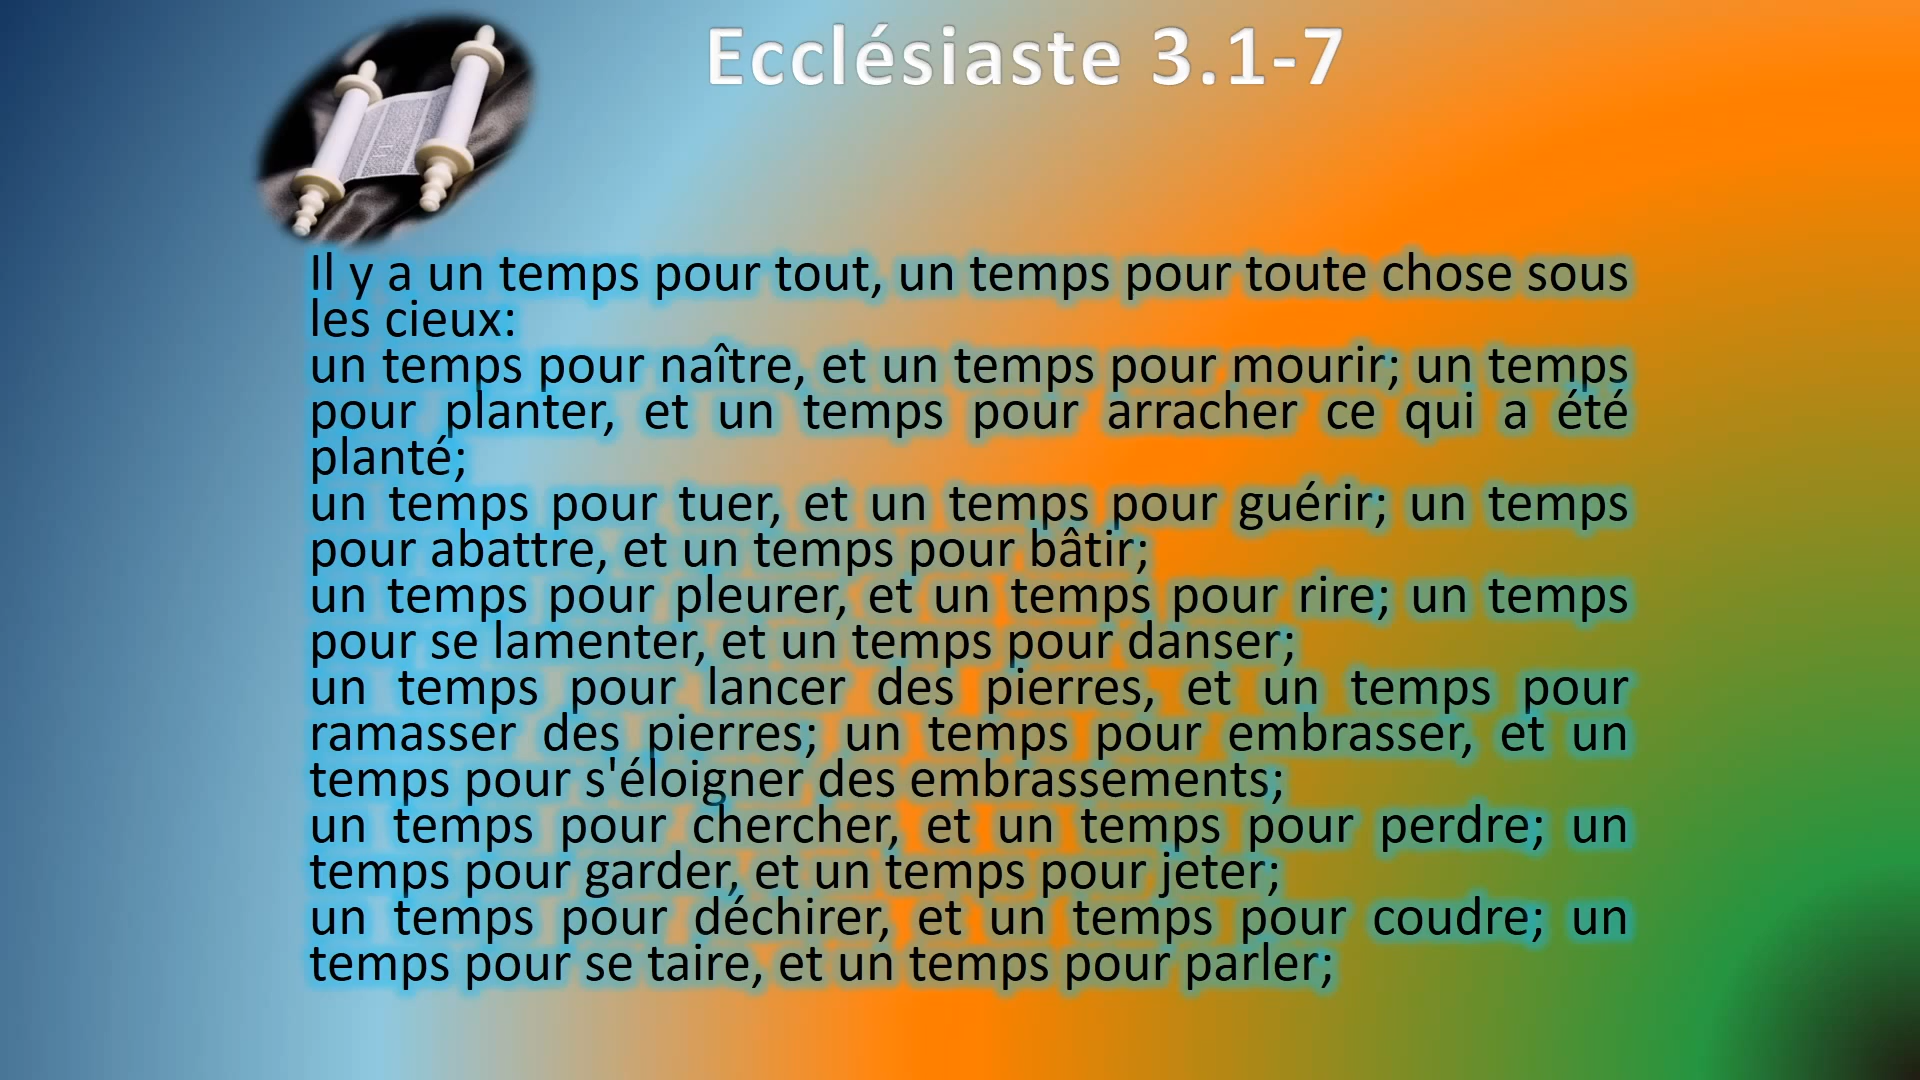 Ecclésiaste 3.1-7
Il y a un temps pour tout, un temps pour toute chose sous
les cieux:
un temps pour naître, et un temps pour mourir; un temps
pour planter, et un temps pour arracher ce qui a été
planté;
un temps pour tuer, et un temps pour guérir; un temps
pour abattre, et un temps pour bâtir;
un temps pour pleurer, et un temps pour rire; un temps
pour se lamenter, et un temps pour danser;
un temps pour lancer des pierres, et un temps pour
ramasser des pierres; un temps pour embrasser, et un
temps pour s'éloigner des embrassements;
un temps pour chercher, et un temps pour perdre; un
temps pour garder, et un temps pour jeter;
un temps pour déchirer, et un temps pour coudre; un
temps pour se taire, et un temps pour parler;